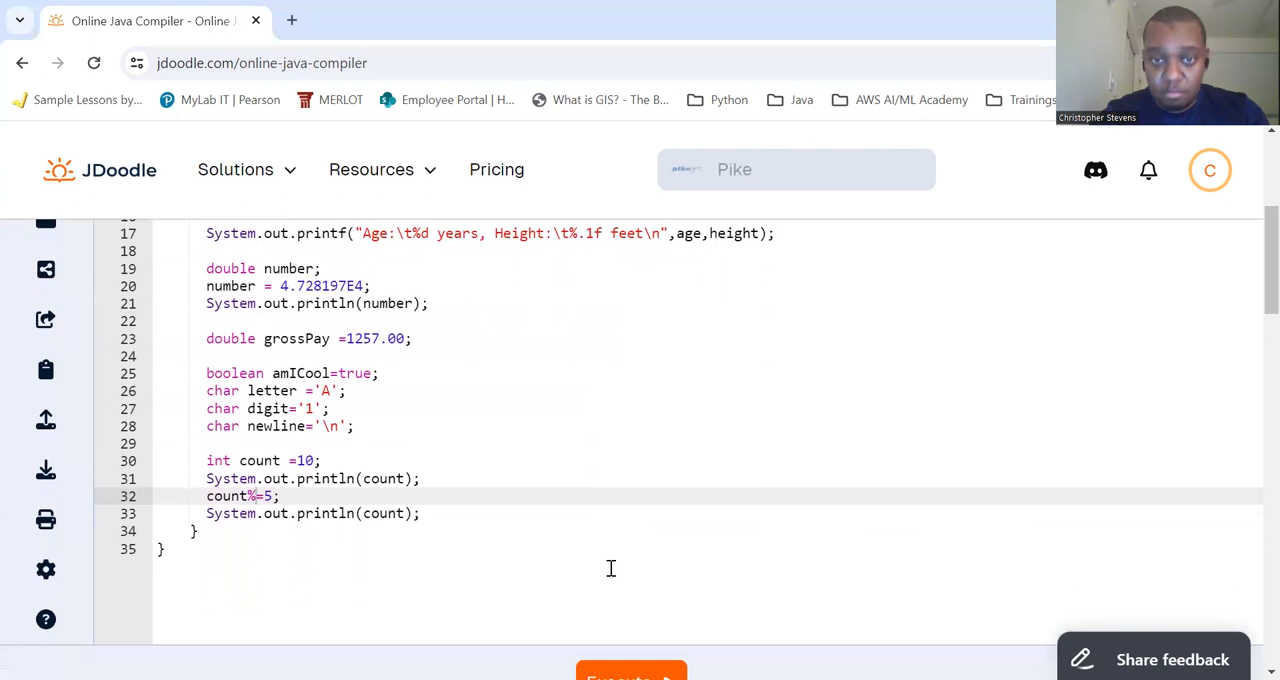 Online Java Compiler - Online
jdoodle.com/online-java-compiler
Sample Lessons by... MyLab IT | Pearson MERLOT Employee Portal | H... What is GIS? - The B... Python Java AWS AI/ML Academy Trainings
Christopher Stevens
JDoodle Solutions Resources Pricing Pike C
17 System.out.printf("Age:\t%d years, Height:\t%.1f feet\n",age,height);
18
19 double number;
20 number = 4.728197E4;
21 System.out.println(number);
22
23 double grossPay =1257.00;
24
25 boolean amICool=true;
26 char letter ='A';
27 char digit='1';
28 char newline='\n';
29
30 int count =10;
31 System.out.println(count);
32 count%=5;
33 System.out.println(count);
34 }
35 }
Share feedback
Execute